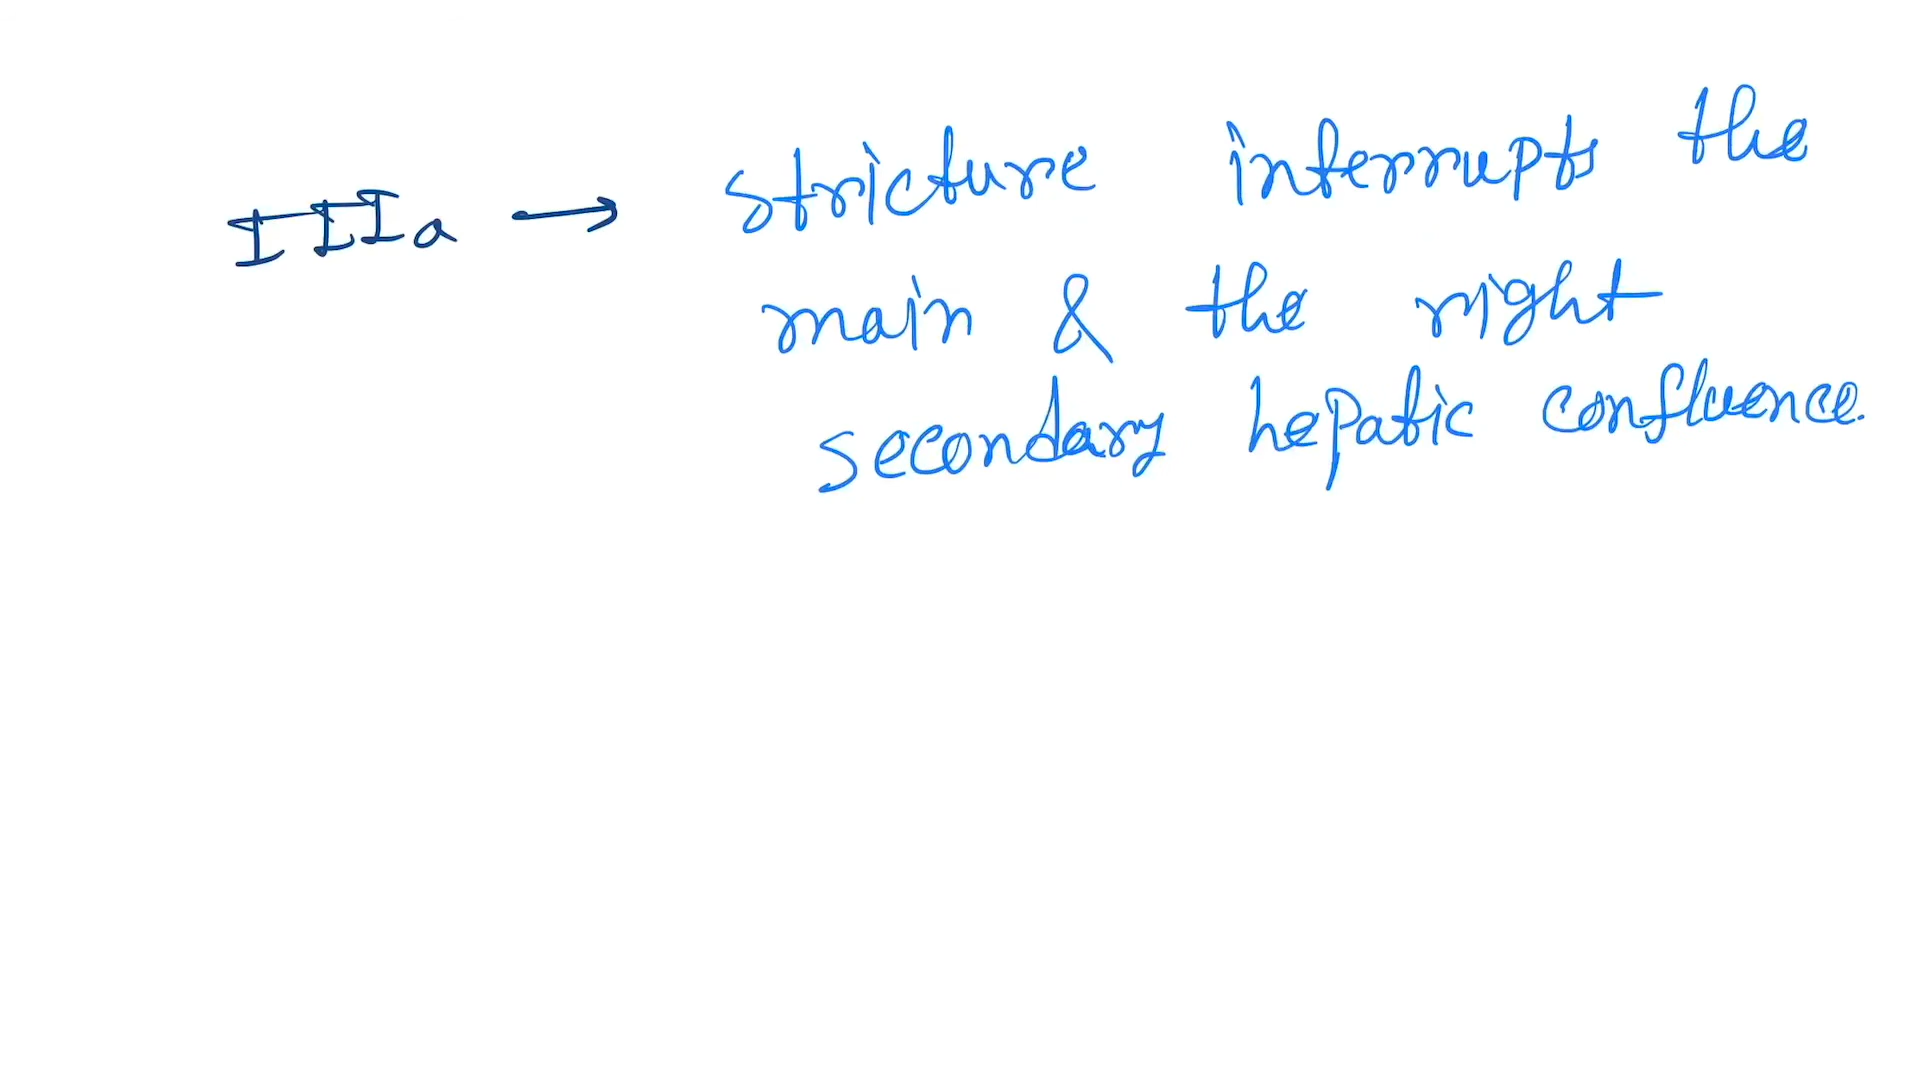 IIIa → stricture interrupts the
main & the right
secondary hepatic confluence.